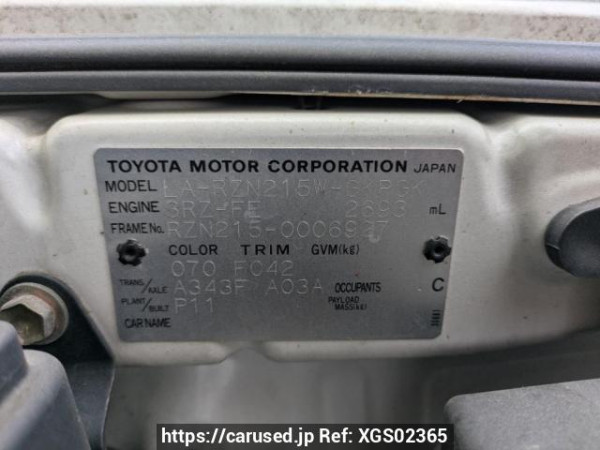 TOYOTA MOTOR CORPORATION JAPAN
MODEL LA-RZN215W-GKPGK
ENGINE 3RZ-FE 2693 mL
FRAME No. RZN215-0006927
COLOR TRIM GVM(kg)
070 FC42
TRANS./AXLE A343F A03A OCCUPANTS C
PLANT/BUILT P11 PAYLOAD MASS(kg)
CAR NAME
https://carused.jp Ref: XGS02365